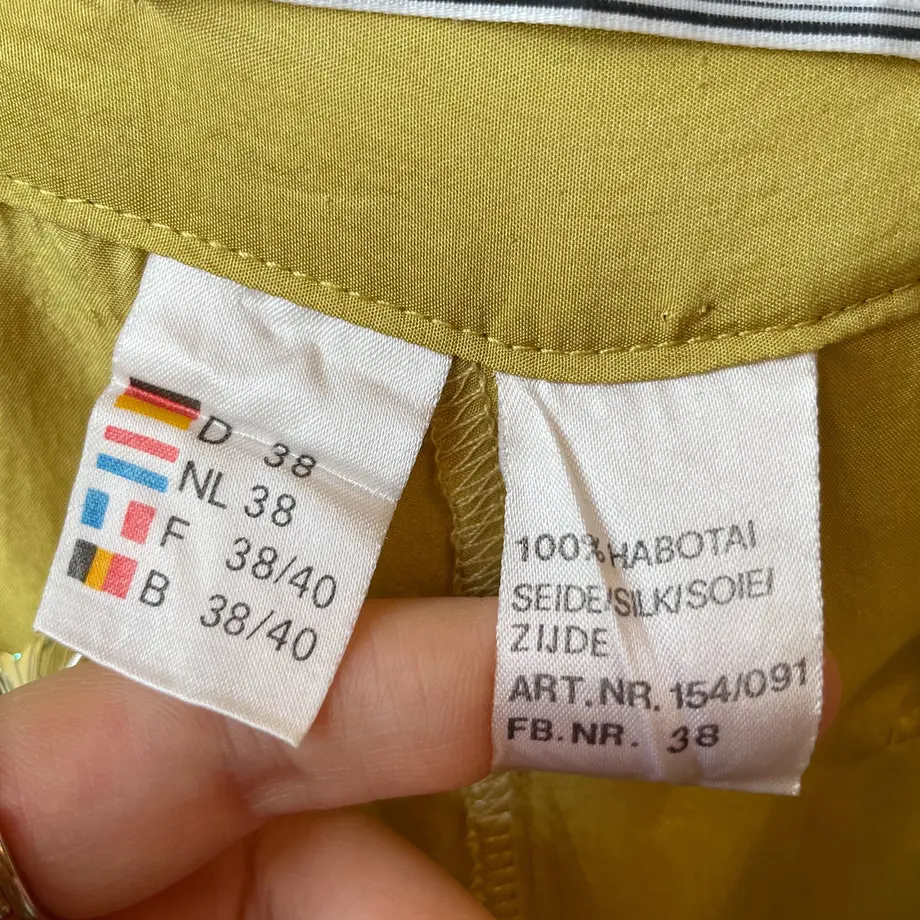 D 38
NL 38
F 38/40
B 38/40
100% HABOTAI
SEIDE/SILK/SOIE/
ZIJDE
ART.NR. 154/091
FB.NR. 38